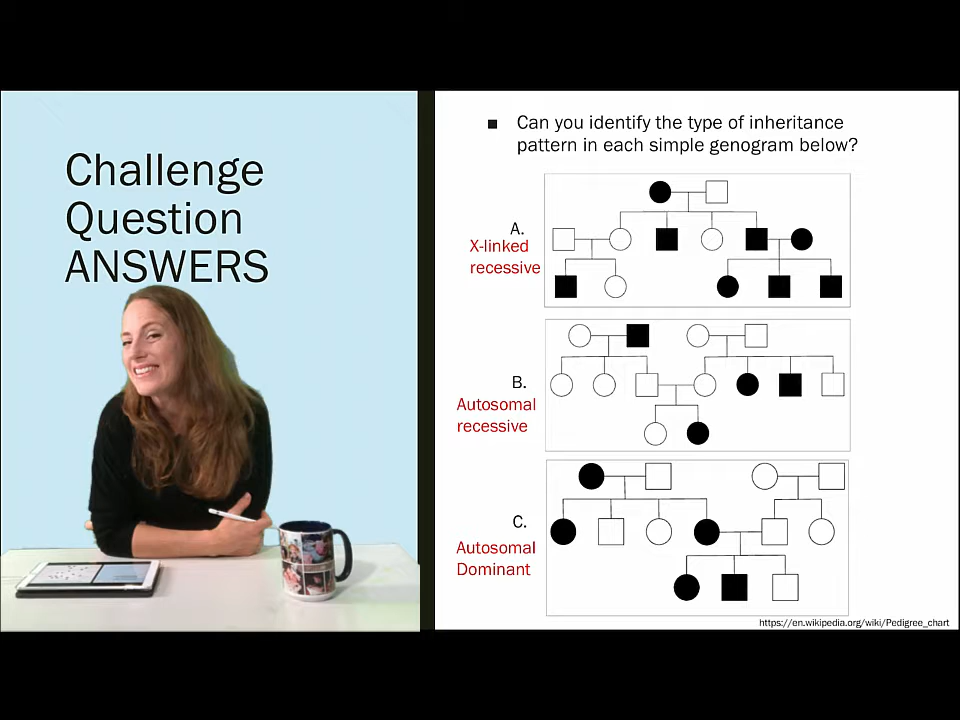 Challenge
Question
ANSWERS
■ Can you identify the type of inheritance
pattern in each simple genogram below?
A.
X-linked
recessive
B.
Autosomal
recessive
C.
Autosomal
Dominant
https://en.wikipedia.org/wiki/Pedigree_chart